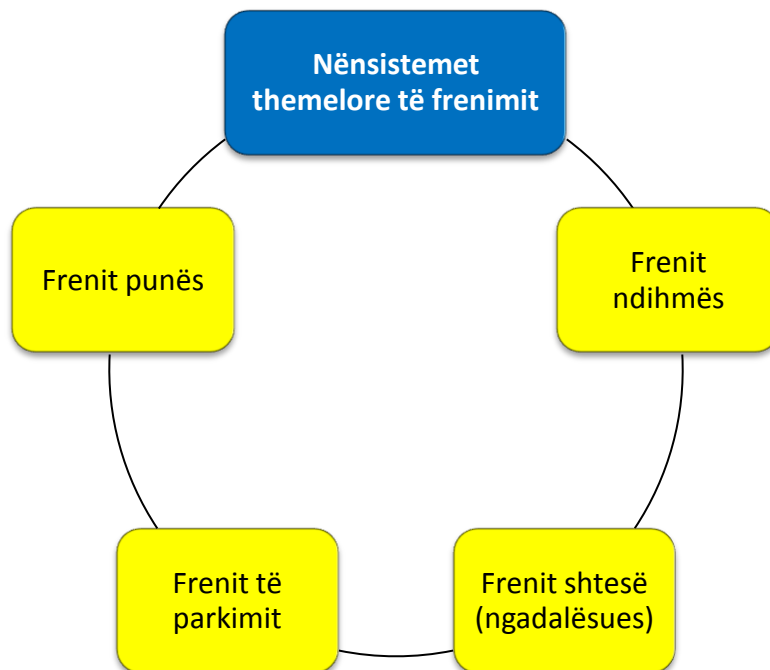 Nënsistemet
themelore të frenimit
Frenit punës
Frenit
ndihmës
Frenit të
parkimit
Frenit shtesë
(ngadalësues)